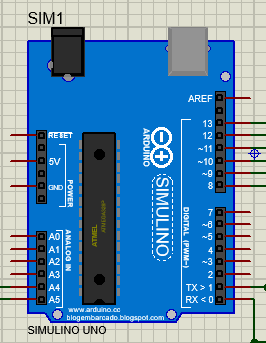 SIM1
AREF
13
12
~11
~10
~9
8
RESET
5V
GND
POWER
ARDUINO
SIMULINO
ATMEL
DIGITAL (PWM~)
7
~6
~5
4
~3
2
TX > 1
RX < 0
ANALOG IN
A0
A1
A2
A3
A4
A5
www.arduino.cc
blogembarcado.blogspot.com
SIMULINO UNO